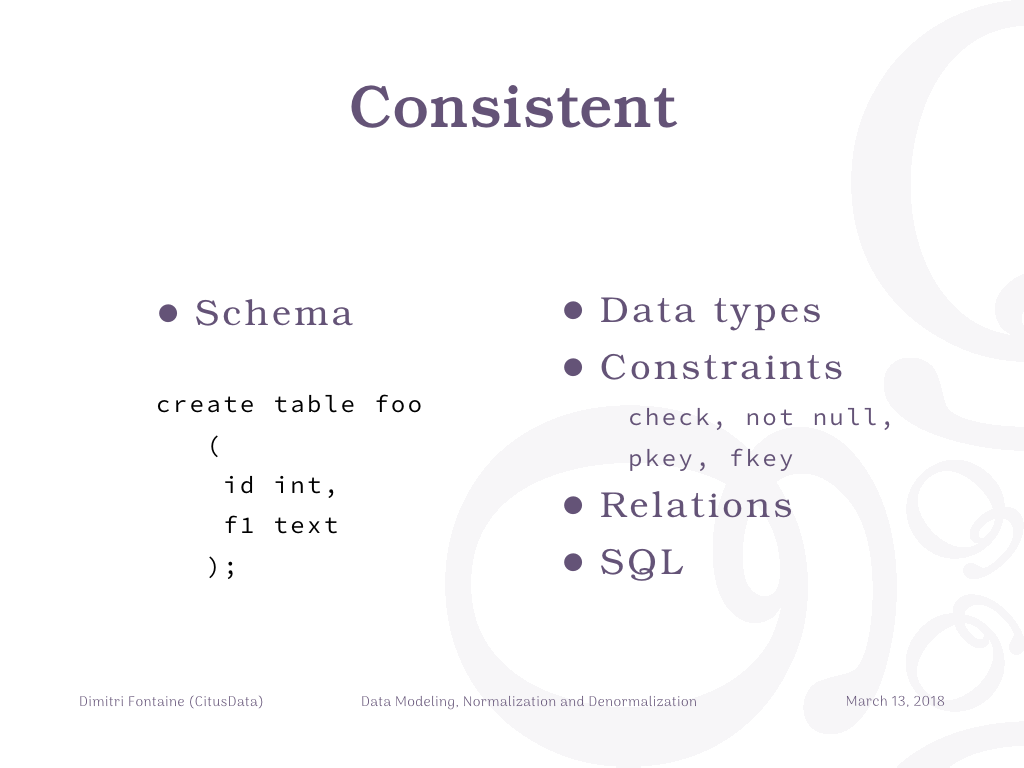 Consistent
● Schema
create table foo
(
id int,
f1 text
);
● Data types
● Constraints
check, not null,
pkey, fkey
● Relations
● SQL
Dimitri Fontaine (CitusData)
Data Modeling, Normalization and Denormalization
March 13, 2018